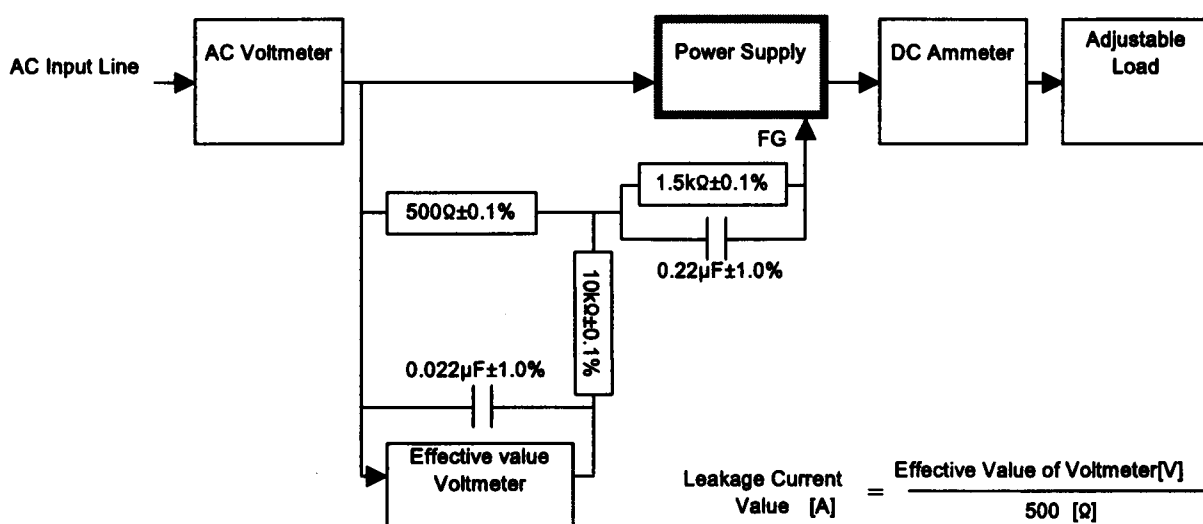 AC Input Line
AC Voltmeter
Power Supply
DC Ammeter
Adjustable
Load
FG
1.5kΩ±0.1%
500Ω±0.1%
0.22µF±1.0%
10kΩ±0.1%
0.022µF±1.0%
Effective value
Voltmeter
Leakage Current
Value [A]
=
Effective Value of Voltmeter[V]
500 [Ω]